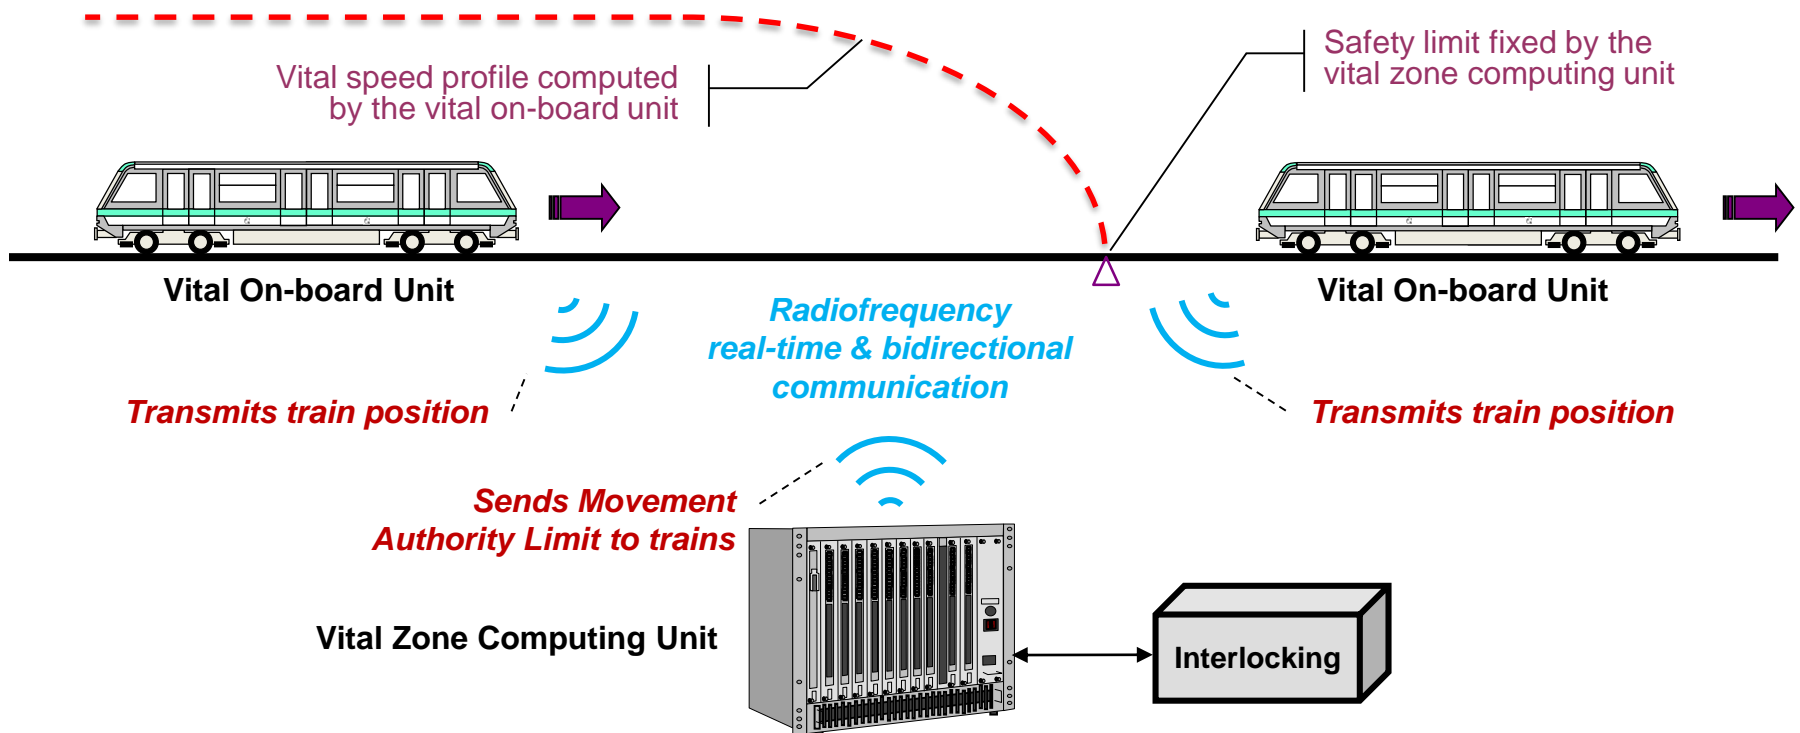 Vital speed profile computed
by the vital on-board unit
Safety limit fixed by the
vital zone computing unit
Vital On-board Unit
Vital On-board Unit
Radiofrequency
real-time & bidirectional
communication
Transmits train position
Transmits train position
Sends Movement
Authority Limit to trains
Vital Zone Computing Unit
Interlocking